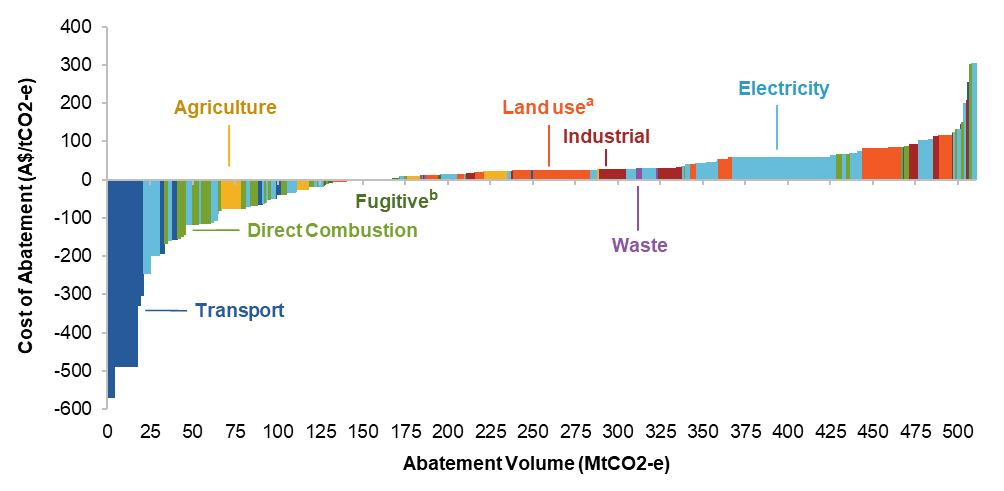 400
300
200
100
0
-100
-200
-300
-400
-500
-600
Cost of Abatement (A$/tCO2-e)
Agriculture
Land useᵃ
Industrial
Electricity
Fugitiveᵇ
Direct Combustion
Waste
Transport
0 25 50 75 100 125 150 175 200 225 250 275 300 325 350 375 400 425 450 475 500
Abatement Volume (MtCO2-e)